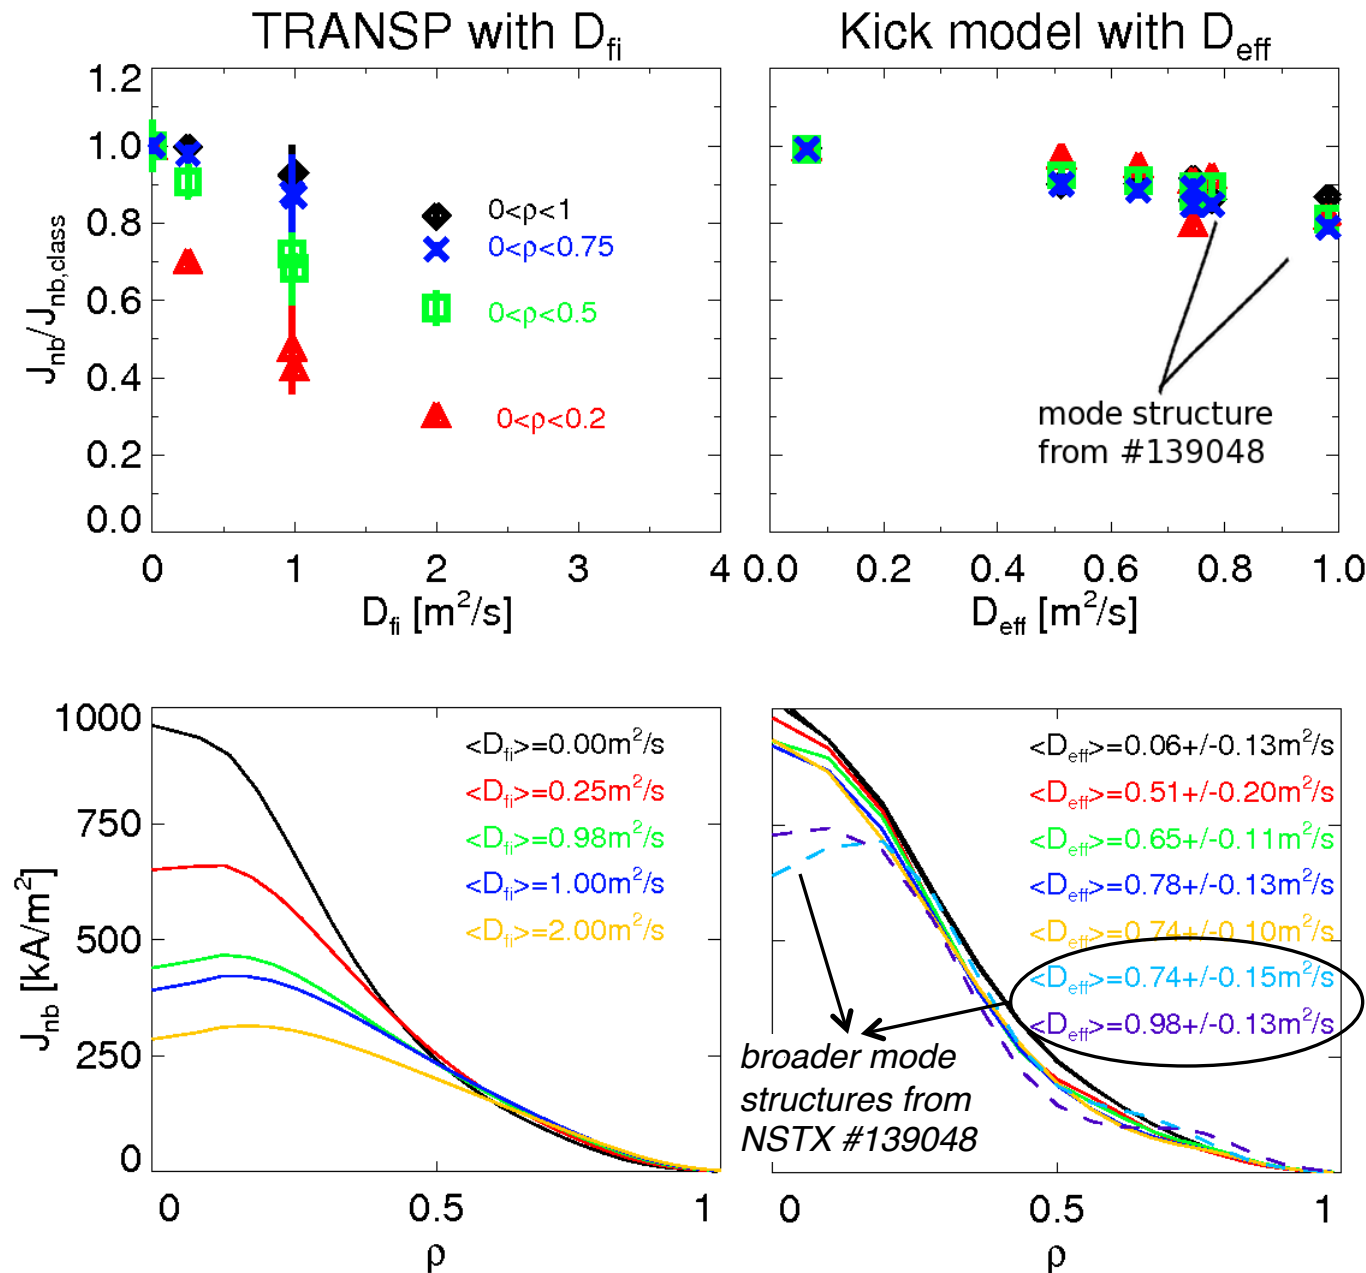 TRANSP with D_fi
Kick model with D_eff
J_nb/J_nb,class
1.2
1.0
0.8
0.6
0.4
0.2
0.0
0<ρ<1
0<ρ<0.75
0<ρ<0.5
0<ρ<0.2
0 1 2 3 4
D_fi [m²/s]
mode structure
from #139048
0.0 0.2 0.4 0.6 0.8 1.0
D_eff [m²/s]
J_nb [kA/m²]
1000
750
500
250
0
<D_fi>=0.00m²/s
<D_fi>=0.25m²/s
<D_fi>=0.98m²/s
<D_fi>=1.00m²/s
<D_fi>=2.00m²/s
0 0.5 1
ρ
<D_eff>=0.06+/-0.13m²/s
<D_eff>=0.51+/-0.20m²/s
<D_eff>=0.65+/-0.11m²/s
<D_eff>=0.78+/-0.13m²/s
<D_eff>=0.74+/-0.10m²/s
<D_eff>=0.74+/-0.15m²/s
<D_eff>=0.98+/-0.13m²/s
broader mode
structures from
NSTX #139048
0 0.5 1
ρ